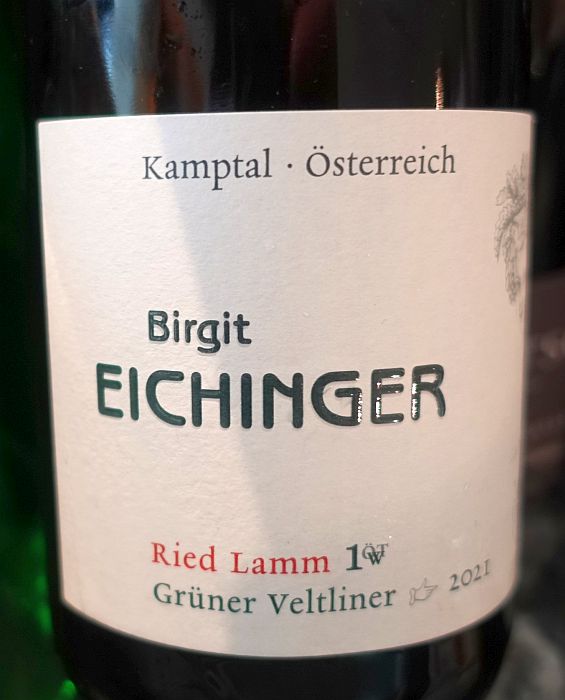 Kamptal · Österreich
Birgit
EICHINGER
Ried Lamm 1ÖTW
Grüner Veltliner 2021